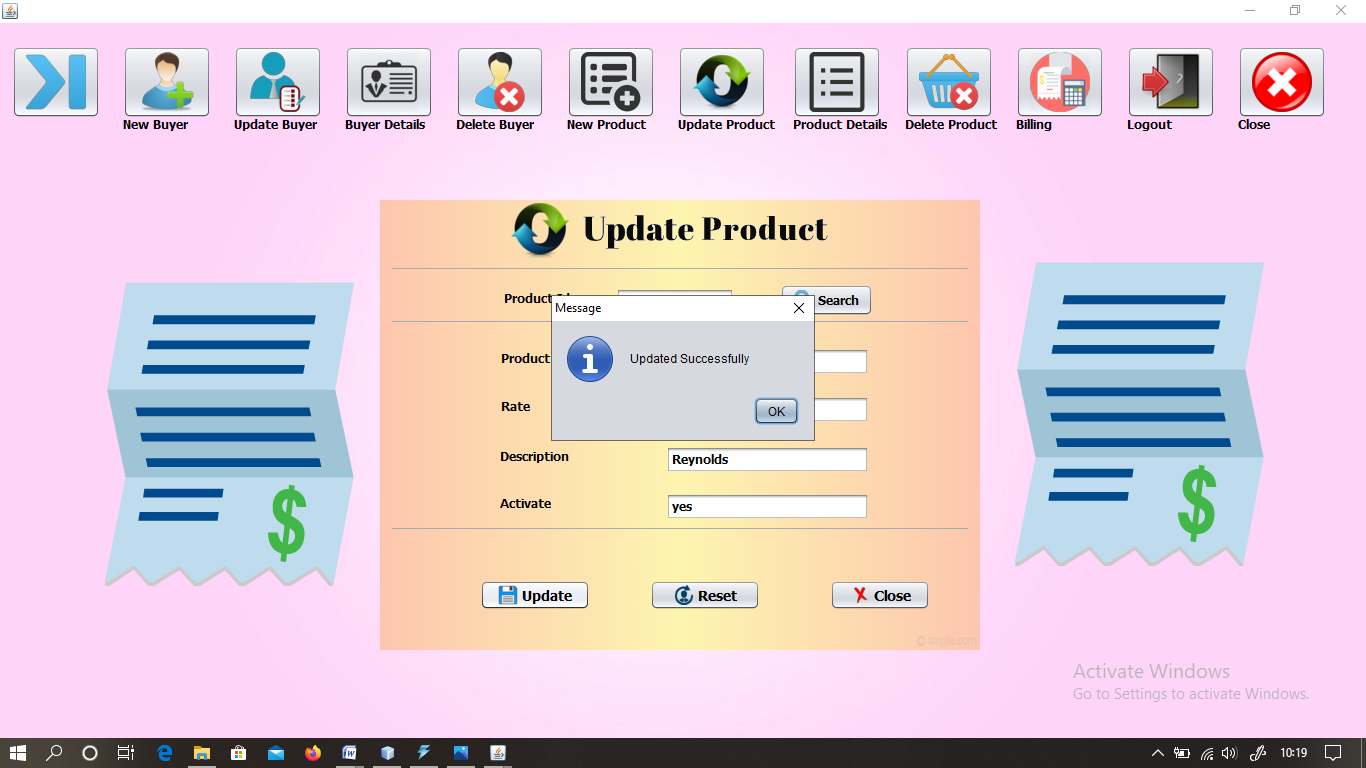 New Buyer
Update Buyer
Buyer Details
Delete Buyer
New Product
Update Product
Product Details
Delete Product
Billing
Logout
Close
Update Product
Product
Search
Message
Updated Successfully
OK
Product
Rate
Description
Reynolds
Activate
yes
Update
Reset
Close
Activate Windows
Go to Settings to activate Windows.
10:19